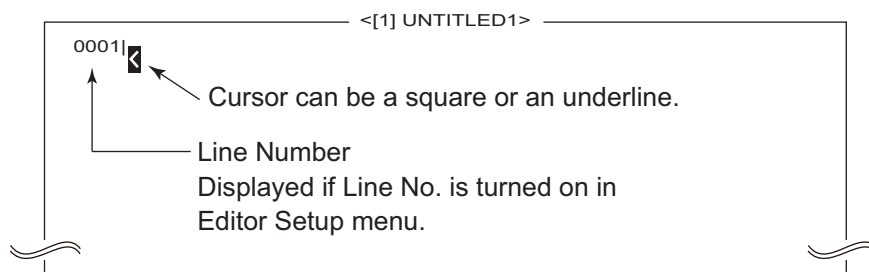 <[1] UNTITLED1>
0001|<
Cursor can be a square or an underline.
Line Number
Displayed if Line No. is turned on in
Editor Setup menu.